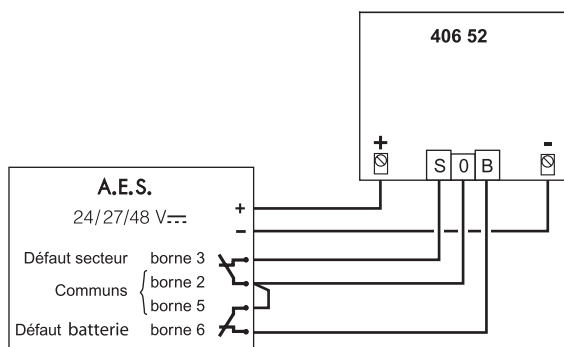 406 52
+ -
S 0 B
A.E.S.
24/27/48 V⎓
+
–
Défaut secteur borne 3
Communs borne 2
borne 5
Défaut batterie borne 6